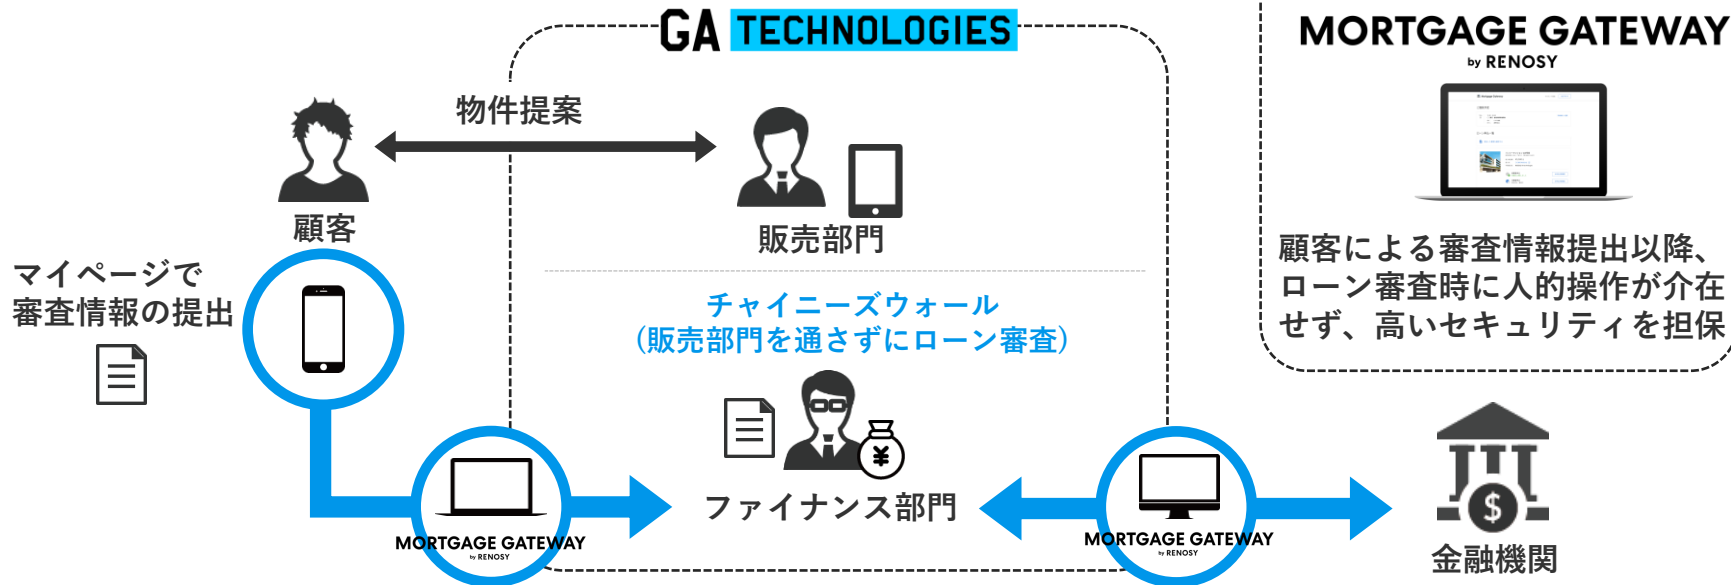 GA TECHNOLOGIES
物件提案
顧客
販売部門
マイページで
審査情報の提出
チャイニーズウォール
(販売部門を通さずにローン審査)
ファイナンス部門
MORTGAGE GATEWAY
by RENOSY
MORTGAGE GATEWAY
by RENOSY
金融機関
MORTGAGE GATEWAY
by RENOSY
顧客による審査情報提出以降、
ローン審査時に人的操作が介在
せず、高いセキュリティを担保